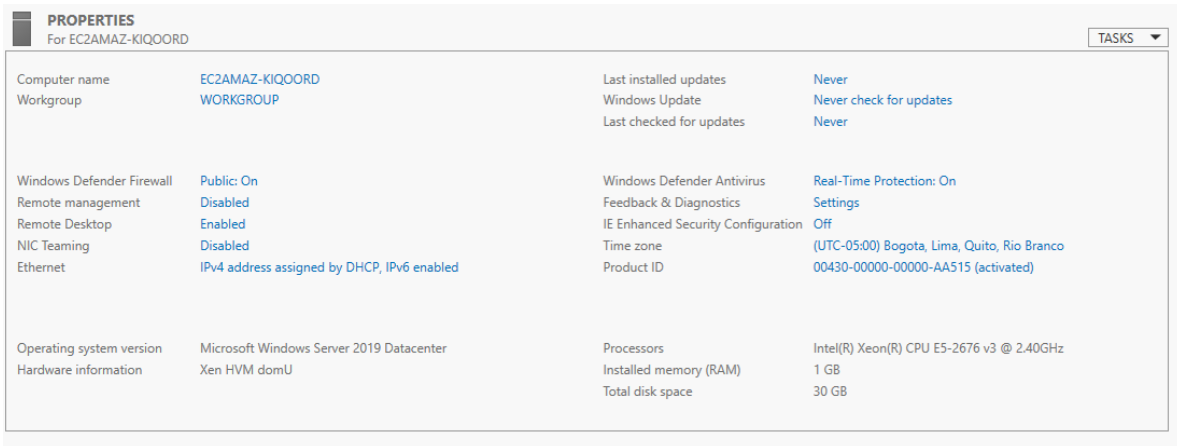 PROPERTIES
For EC2AMAZ-KIQOORD
TASKS
Computer name EC2AMAZ-KIQOORD
Workgroup WORKGROUP
Last installed updates Never
Windows Update Never check for updates
Last checked for updates Never
Windows Defender Firewall Public: On
Remote management Disabled
Remote Desktop Enabled
NIC Teaming Disabled
Ethernet IPv4 address assigned by DHCP, IPv6 enabled
Windows Defender Antivirus Real-Time Protection: On
Feedback & Diagnostics Settings
IE Enhanced Security Configuration Off
Time zone (UTC-05:00) Bogota, Lima, Quito, Rio Branco
Product ID 00430-00000-00000-AA515 (activated)
Operating system version Microsoft Windows Server 2019 Datacenter
Hardware information Xen HVM domU
Processors Intel(R) Xeon(R) CPU E5-2676 v3 @ 2.40GHz
Installed memory (RAM) 1 GB
Total disk space 30 GB